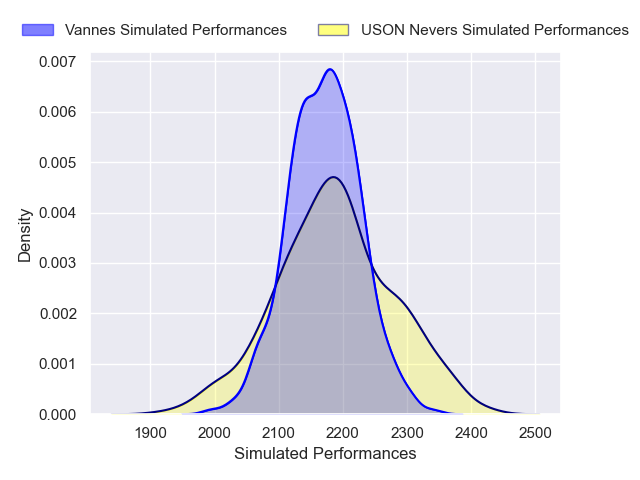 Vannes Simulated Performances USON Nevers Simulated Performances
0.007
0.006
0.005
0.004
0.003
0.002
0.001
0.000
Density
1900 2000 2100 2200 2300 2400 2500
Simulated Performances